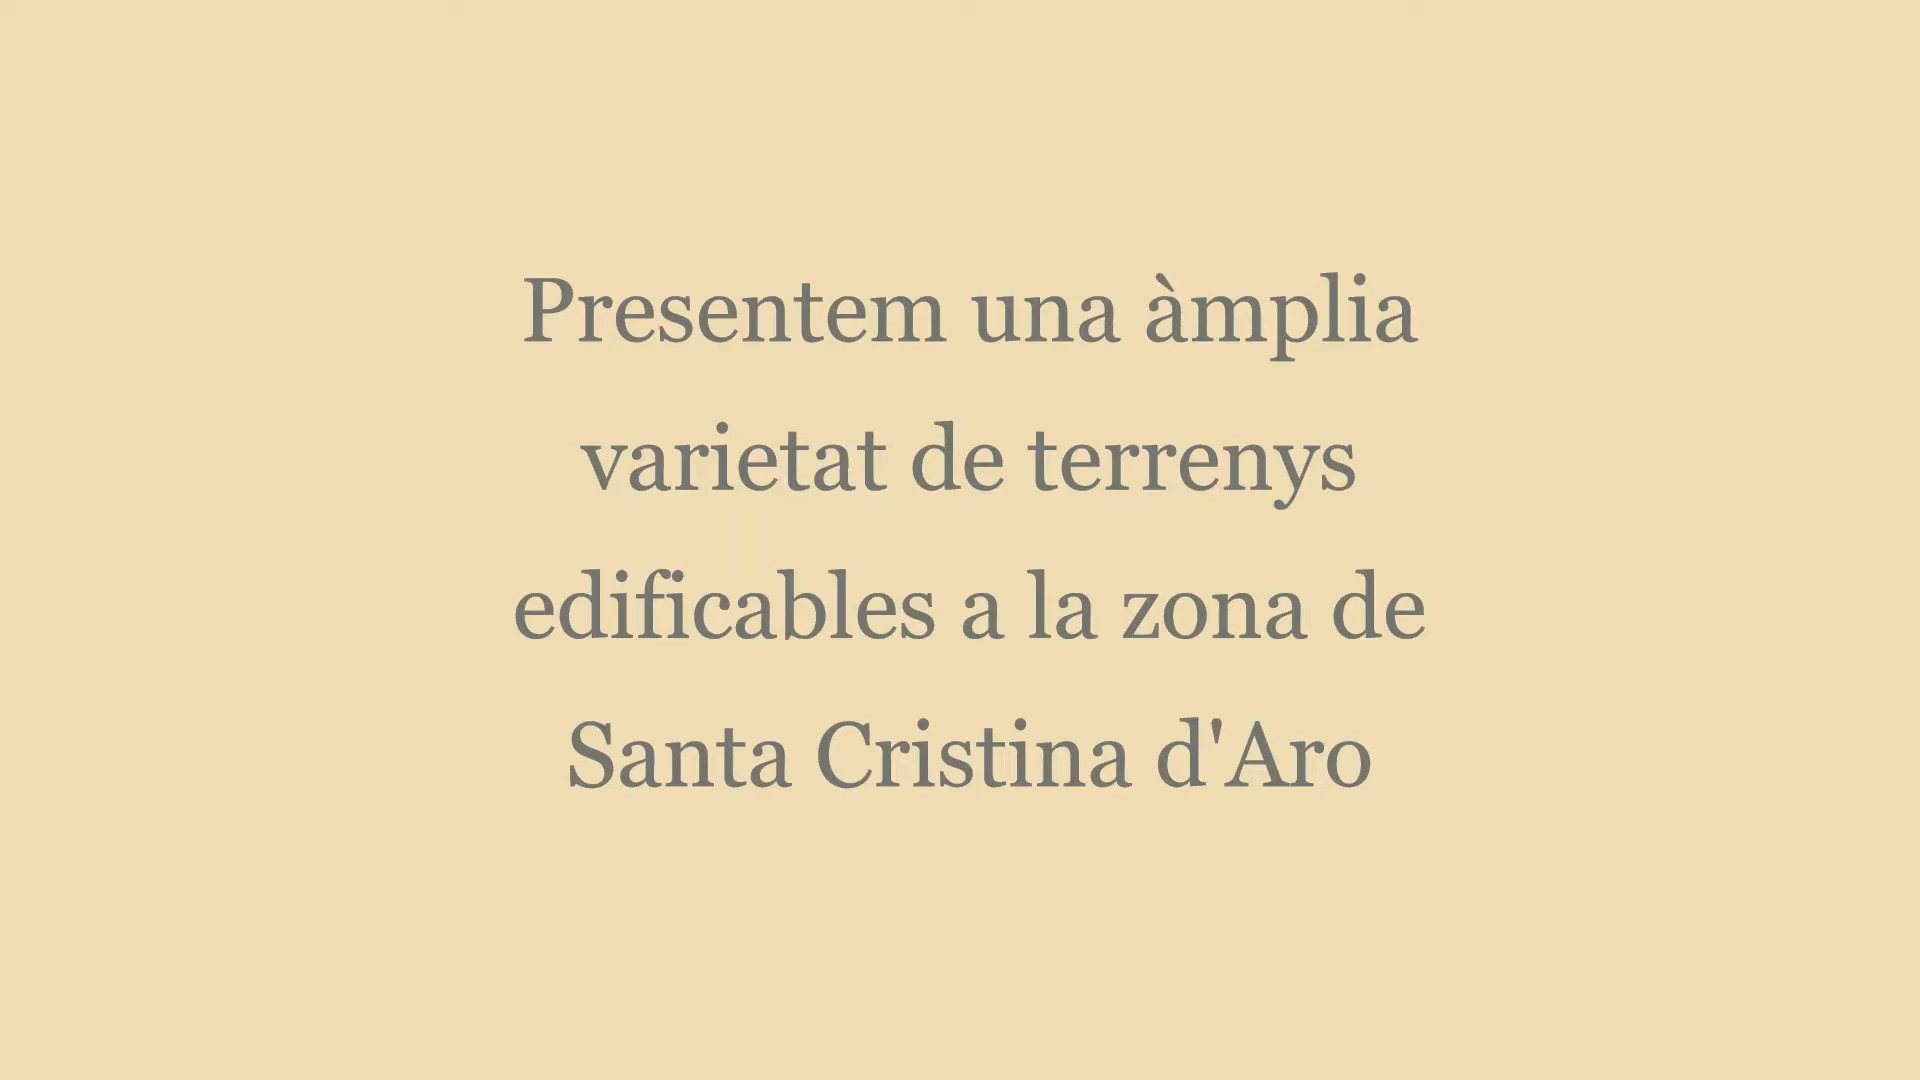 Presentem una àmplia
varietat de terrenys
edificables a la zona de
Santa Cristina d'Aro